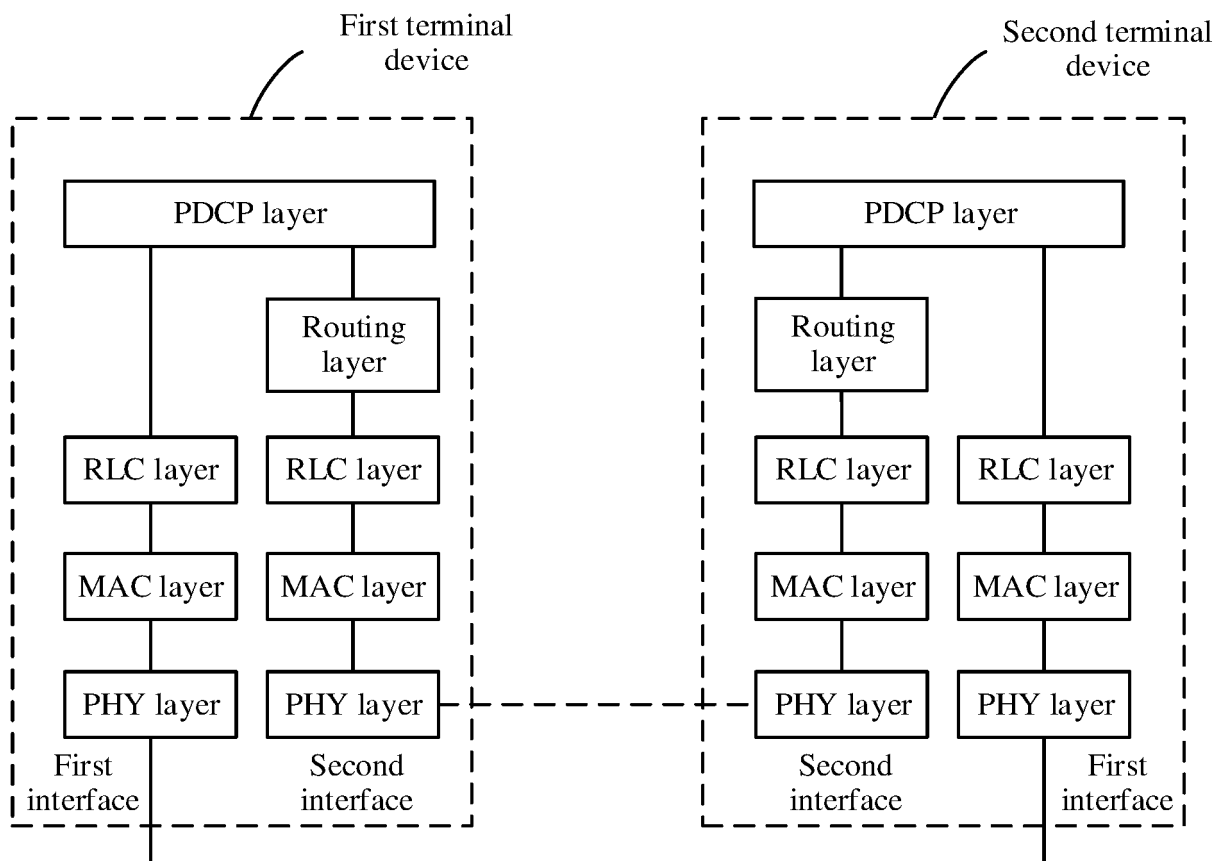 First terminal
device
Second terminal
device
PDCP layer
PDCP layer
Routing
layer
Routing
layer
RLC layer
RLC layer
RLC layer
RLC layer
MAC layer
MAC layer
MAC layer
MAC layer
PHY layer
PHY layer
PHY layer
PHY layer
First
interface
Second
interface
Second
interface
First
interface